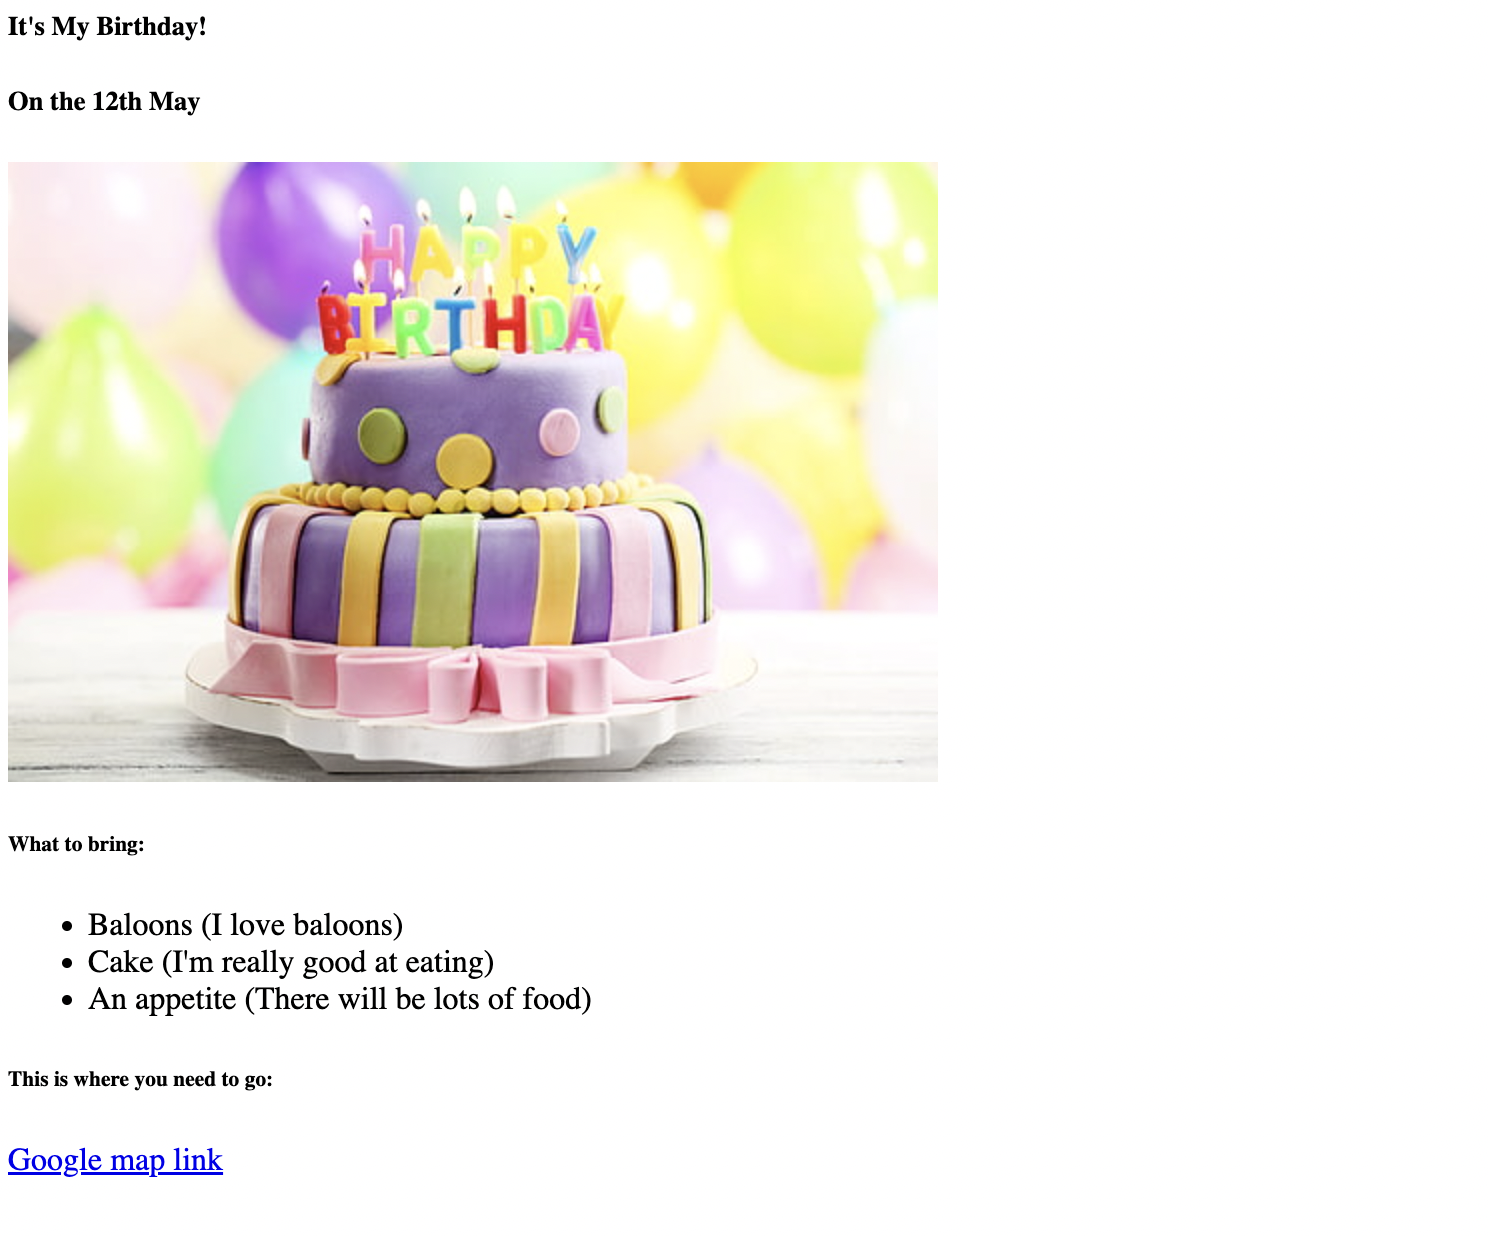 It's My Birthday!
On the 12th May
HAPPY
BIRTHDAY
What to bring:
Baloons (I love baloons)
Cake (I'm really good at eating)
An appetite (There will be lots of food)
This is where you need to go:
Google map link